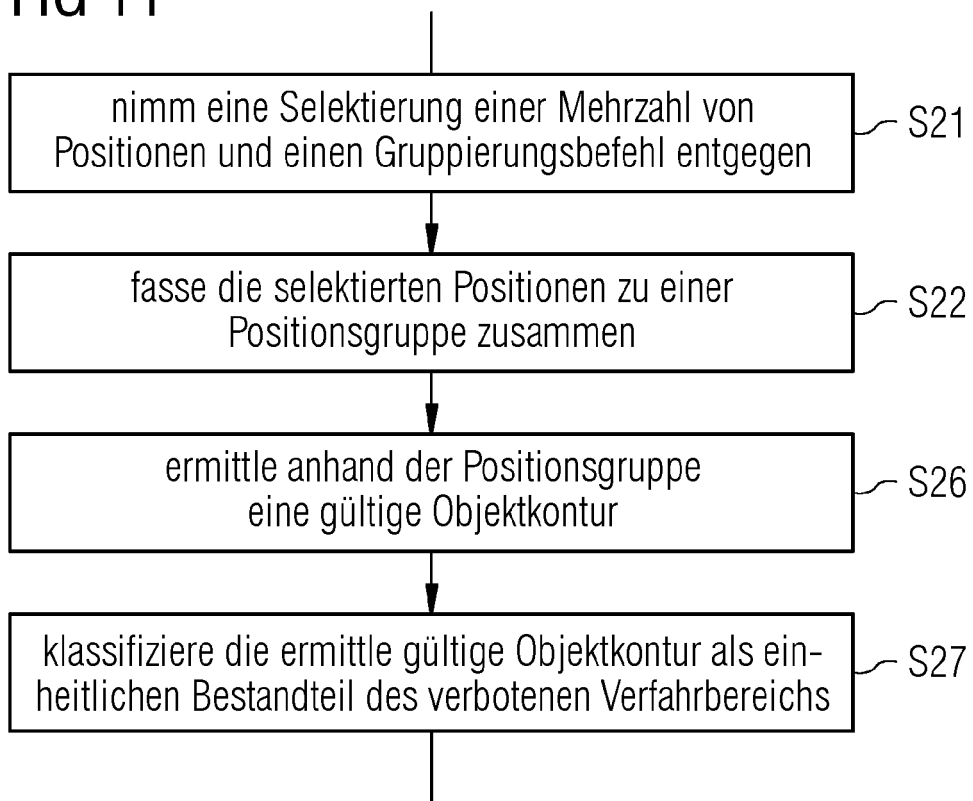 FIG 11
nimm eine Selektierung einer Mehrzahl von
Positionen und einen Gruppierungsbefehl entgegen
S21
fasse die selektierten Positionen zu einer
Positionsgruppe zusammen
S22
ermittle anhand der Positionsgruppe
eine gültige Objektkontur
S26
klassifiziere die ermittle gültige Objektkontur als ein-
heitlichen Bestandteil des verbotenen Verfahrbereichs
S27